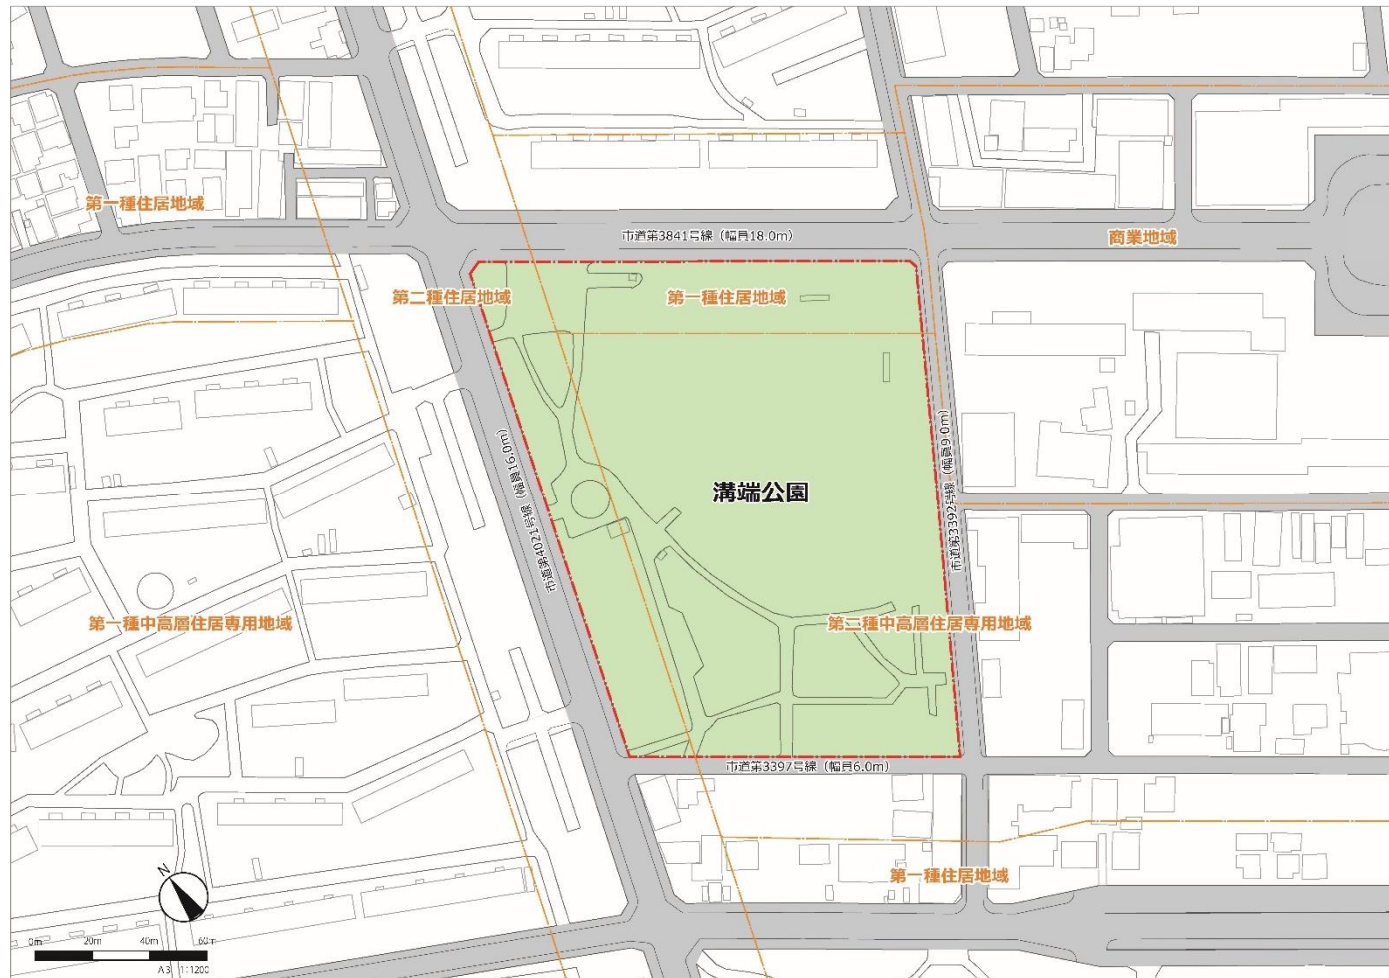 第一種住居地域
市道第3841号線（幅員18.0m）
商業地域
第二種住居地域
第一種住居地域
市道第4021号線（幅員16.0m）
市道第3392号線（幅員9.0m）
溝端公園
第一種中高層住居専用地域
第二種中高層住居専用地域
市道第3397号線（幅員6.0m）
第一種住居地域
N
0m 20m 40m 60m
A3 1:1200